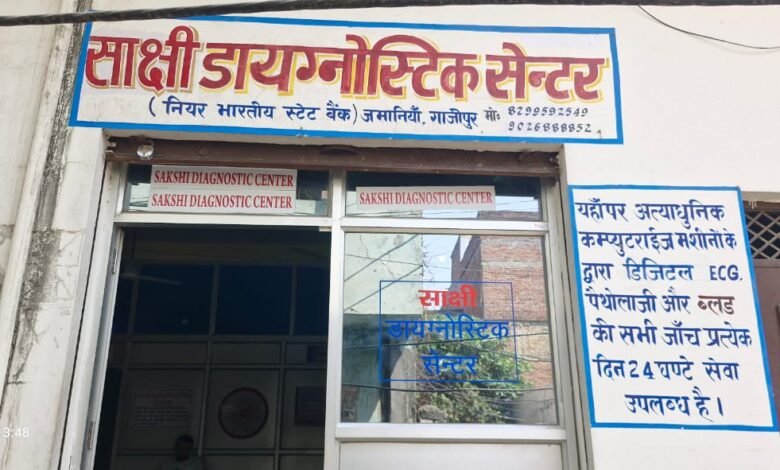 साक्षी डायग्नोस्टिक सेन्टर
(नियर भारतीय स्टेट बैंक) जमानियाँ, गाजीपुर मो० 8299592549
9026888852
SAKSHI DIAGNOSTIC CENTER
SAKSHI DIAGNOSTIC CENTER
SAKSHI DIAGNOSTIC CENTER
साक्षी
डायग्नोस्टिक
सेन्टर
यहाँपर अत्याधुनिक
कम्प्युटराईज मशीनों के
द्वारा डिजिटल ECG,
पैथोलाजी और ब्लड
की सभी जाँच प्रत्येक
दिन 24 घण्टे सेवा
उपलब्ध है।
3:48